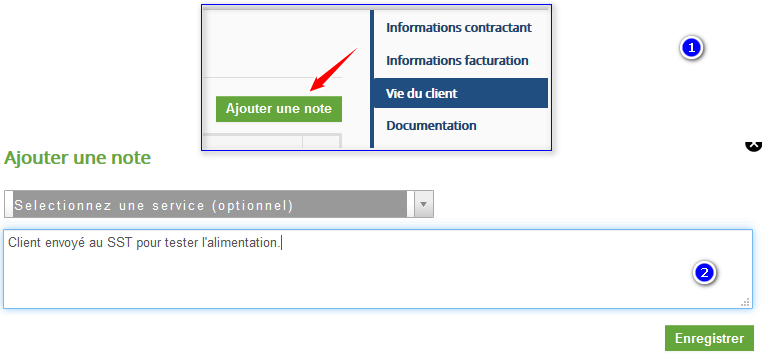 Informations contractant
1
Informations facturation
Vie du client
Ajouter une note
Documentation
Ajouter une note
Selectionnez une service (optionnel)
Client envoyé au SST pour tester l'alimentation.
2
Enregistrer